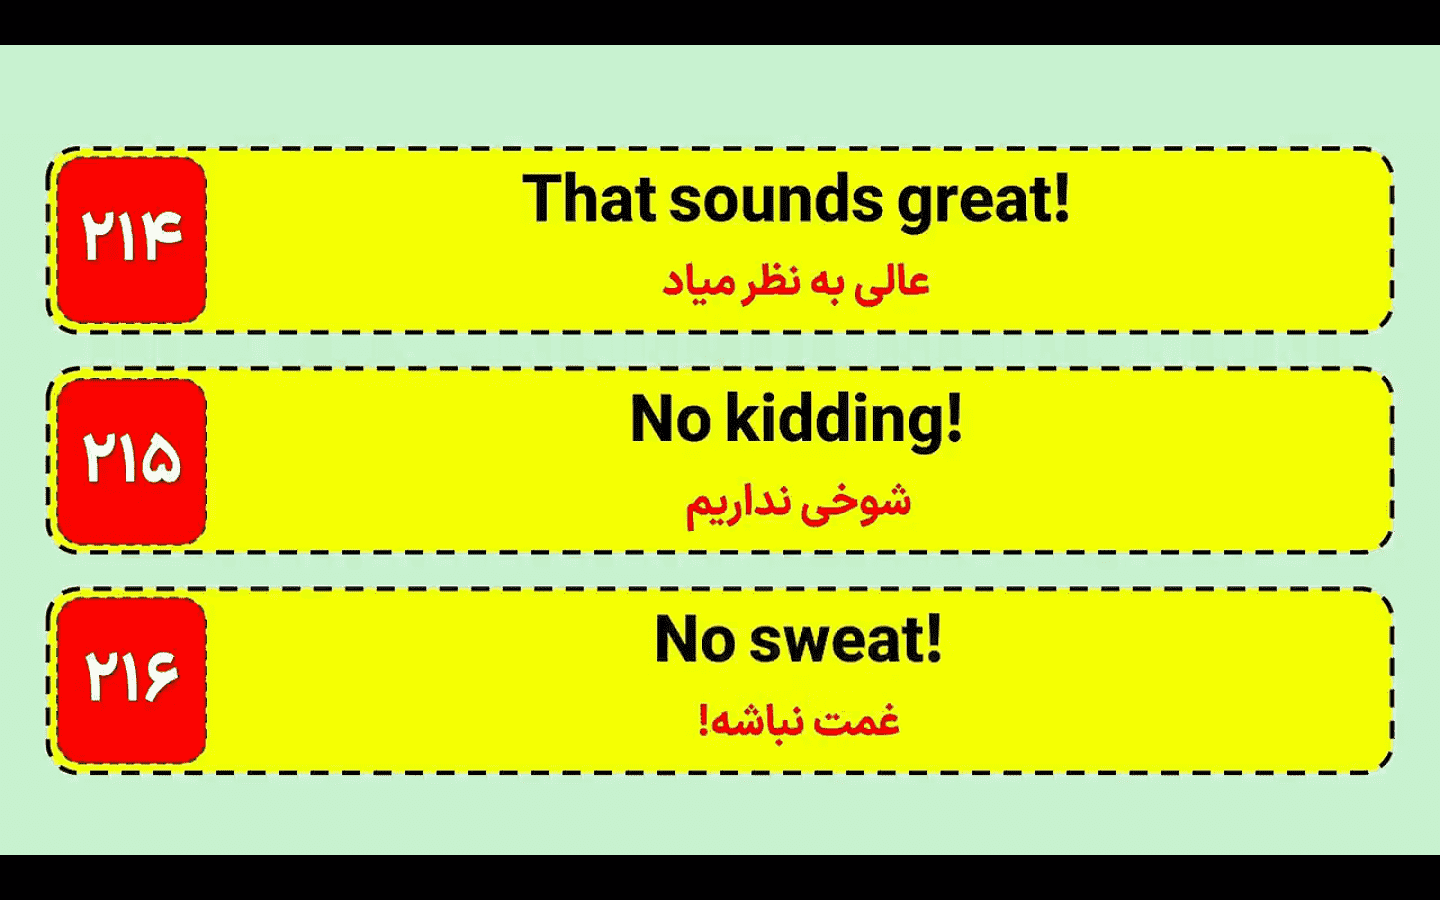 ۲۱۴
That sounds great!
عالی به نظر میاد
۲۱۵
No kidding!
شوخی نداریم
۲۱۶
No sweat!
غمت نباشه!